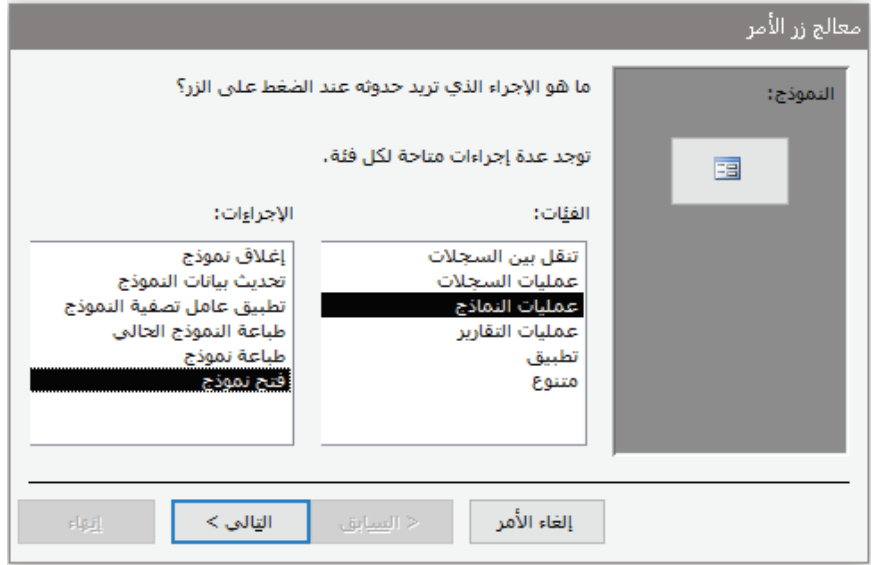 معالج زر الأمر
النموذج:
ما هو الإجراء الذي تريد حدوثه عند الضغط على الزر؟
توجد عدة إجراءات متاحة لكل فئة.
الفئات:
تنقل بين السجلات
عمليات السجلات
عمليات النماذج
عمليات التقارير
تطبيق
متنوع
الإجراءات:
إغلاق نموذج
تحديث بيانات النموذج
تطبيق عامل تصفية النموذج
طباعة النموذج الحالي
طباعة نموذج
فتح نموذج
إلغاء الأمر
< السابق
التالي >
إنهاء